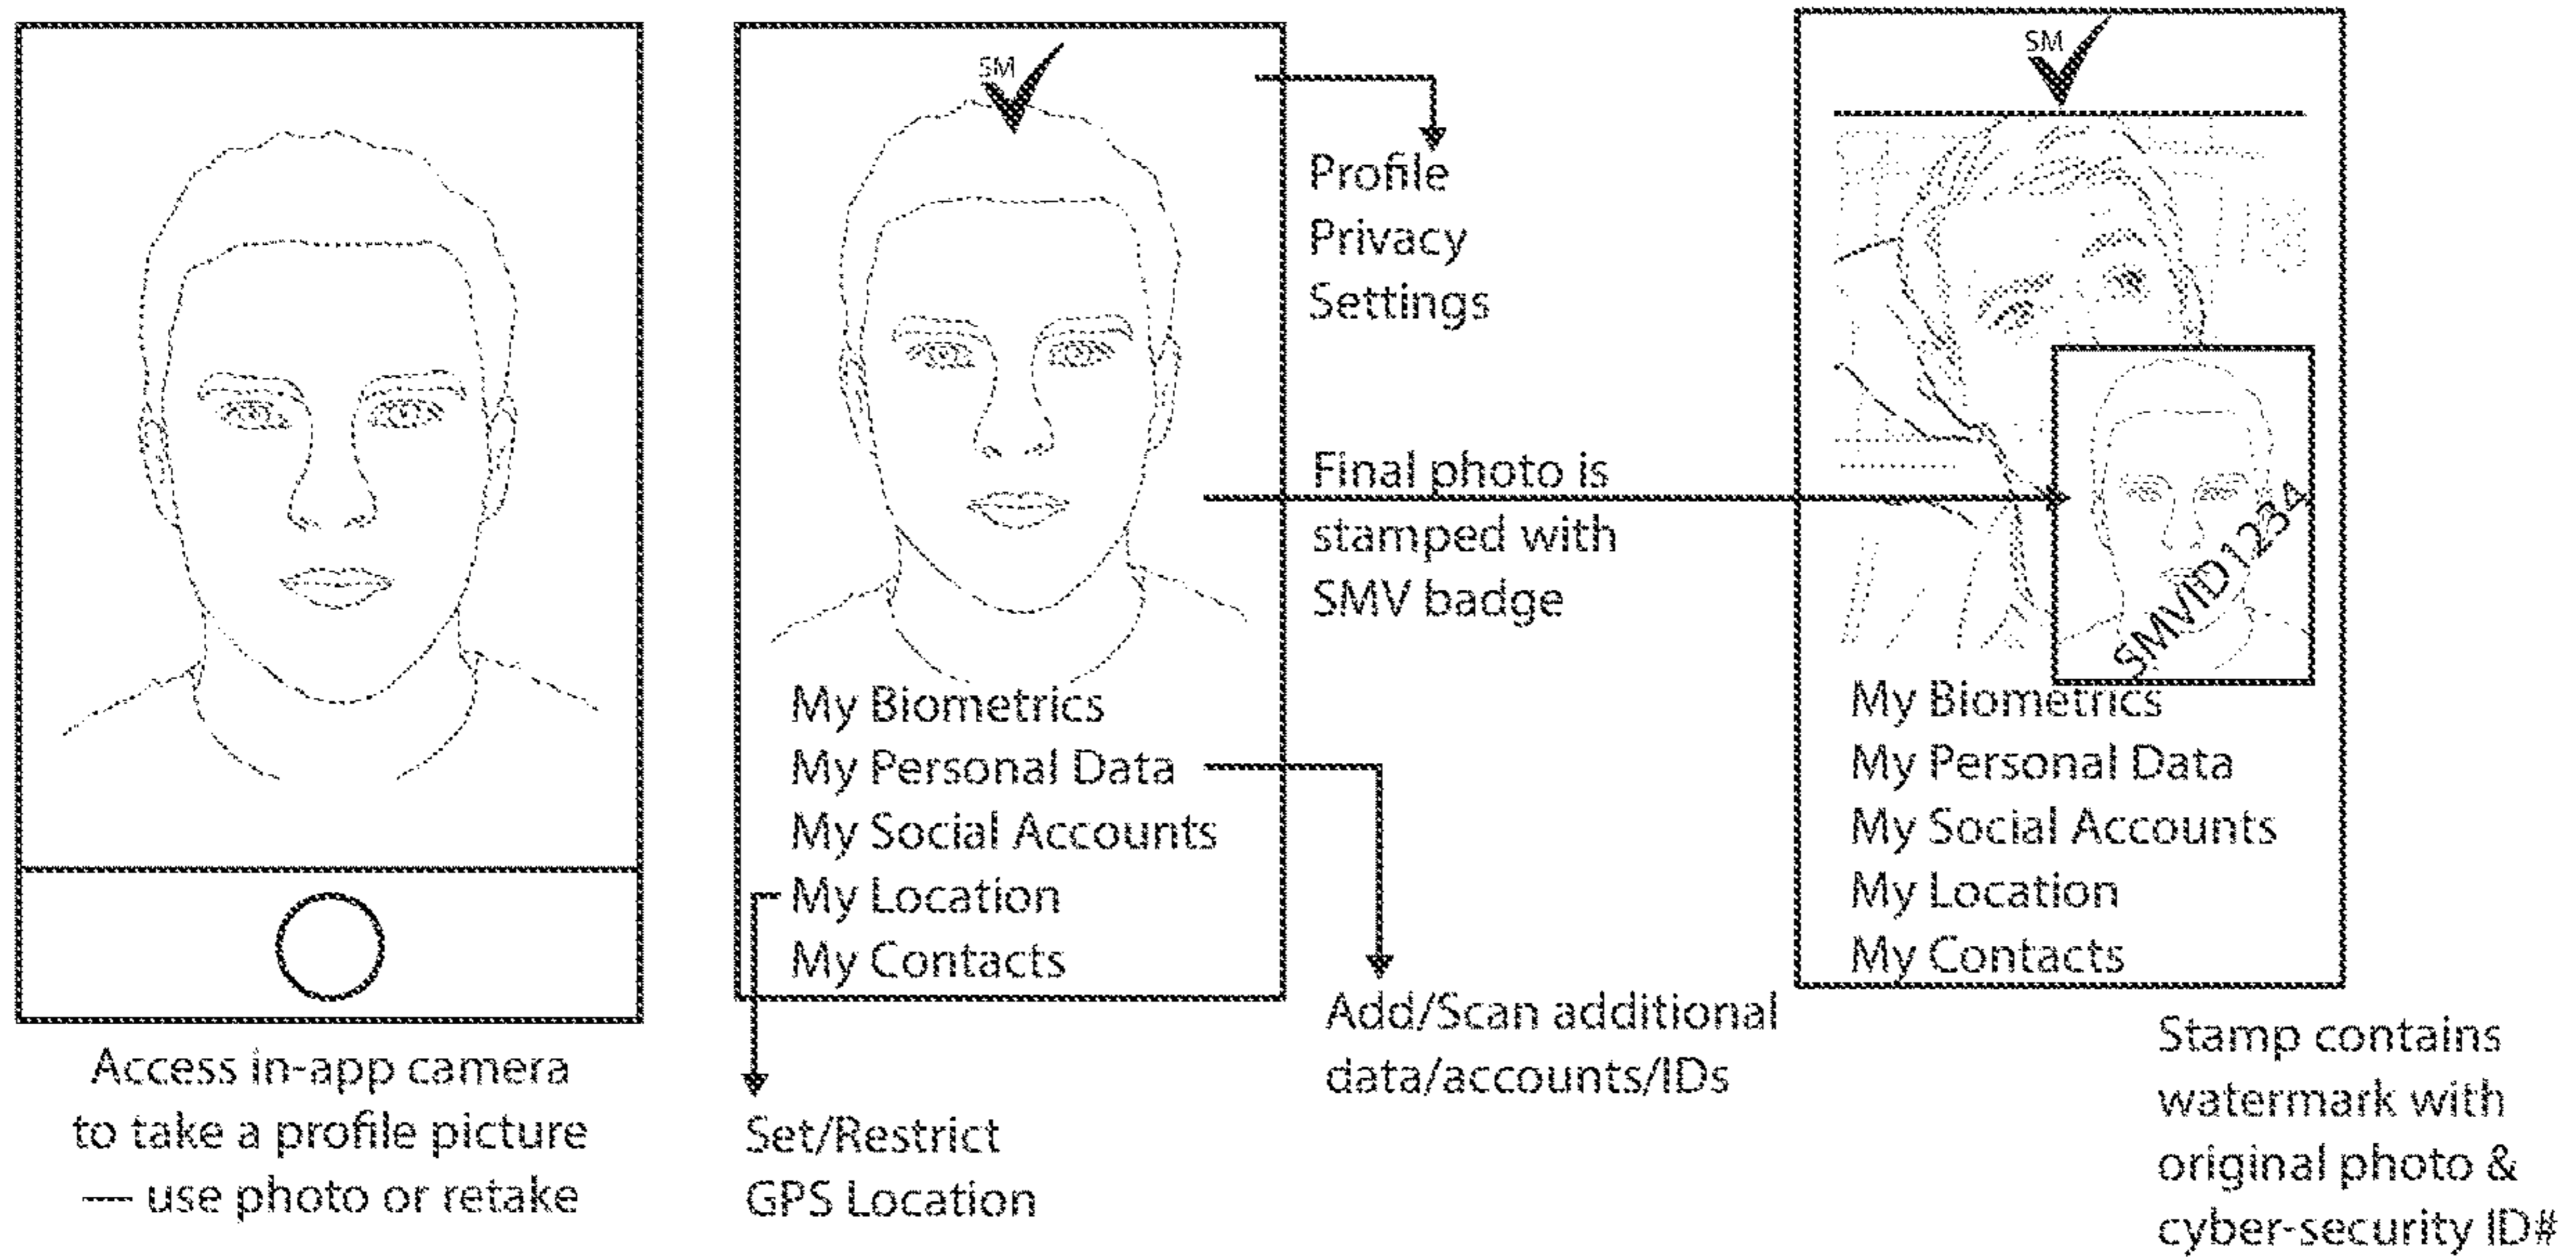 Access in-app camera
to take a profile picture
— use photo or retake
SM
My Biometrics
My Personal Data
My Social Accounts
My Location
My Contacts
Set/Restrict
GPS Location
Profile
Privacy
Settings
Final photo is
stamped with
SMV badge
Add/Scan additional
data/accounts/IDs
SM
SMVID1234
My Biometrics
My Personal Data
My Social Accounts
My Location
My Contacts
Stamp contains
watermark with
original photo &
cyber-security ID#